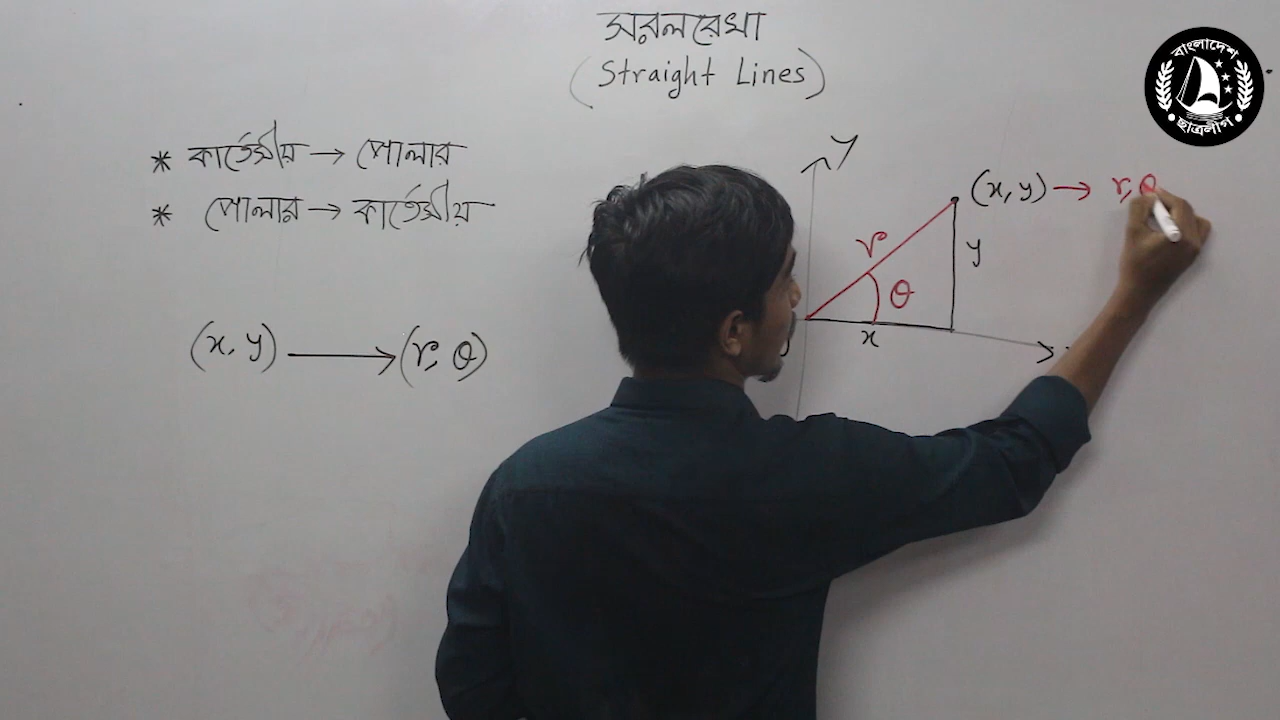 সরলরেখা
(Straight Lines)
বাংলাদেশ
ছাত্রলীগ
* কার্তেসীয় → পোলার
* পোলার → কার্তেসীয়
(x, y) → (r, θ)
y
(x, y) → r, θ
r
y
θ
x